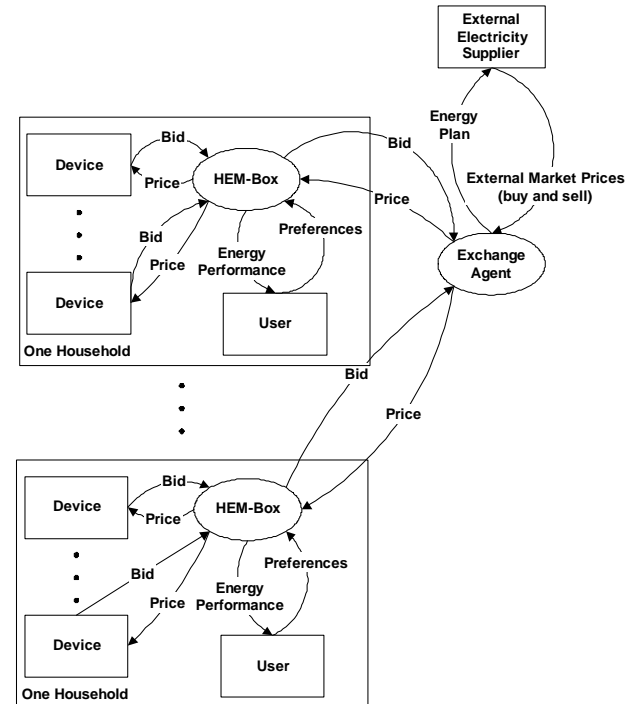 External
Electricity
Supplier
Energy
Plan
External Market Prices
(buy and sell)
Exchange
Agent
Bid
Price
Device
Bid
Price
HEM-Box
Bid
Price
Device
Energy
Performance
Preferences
User
One Household
Bid
Price
Device
Bid
Price
HEM-Box
Bid
Price
Device
Energy
Performance
Preferences
User
One Household